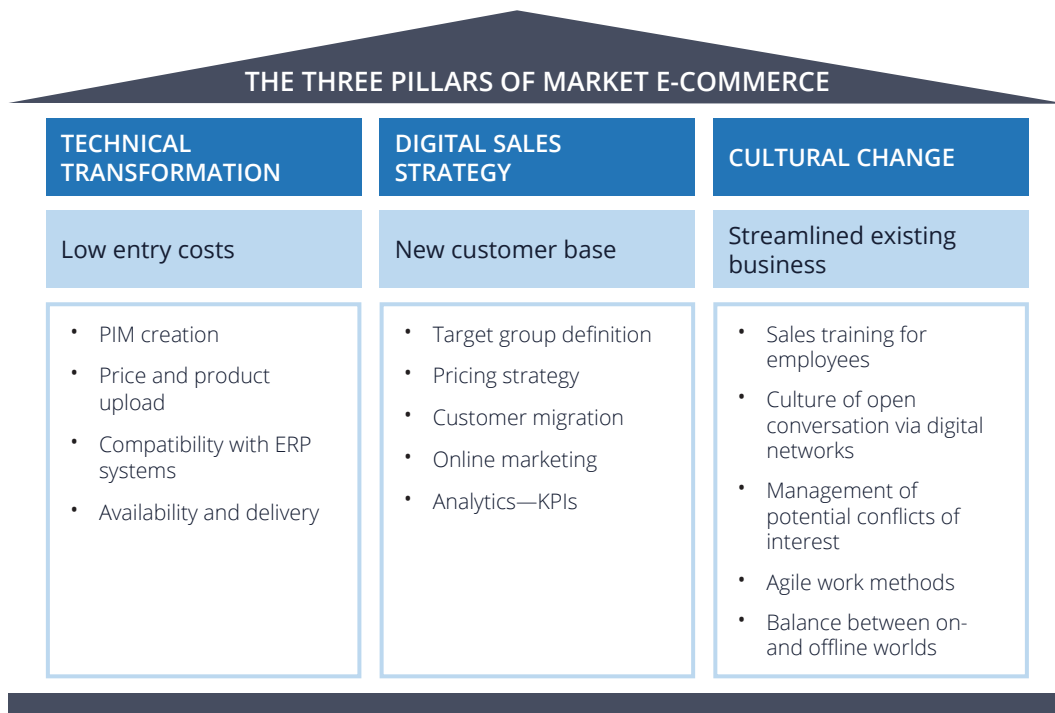 THE THREE PILLARS OF MARKET E-COMMERCE
TECHNICAL
TRANSFORMATION
Low entry costs
• PIM creation
• Price and product
upload
• Compatibility with ERP
systems
• Availability and delivery
DIGITAL SALES
STRATEGY
New customer base
• Target group definition
• Pricing strategy
• Customer migration
• Online marketing
• Analytics—KPIs
CULTURAL CHANGE
Streamlined existing
business
• Sales training for
employees
• Culture of open
conversation via digital
networks
• Management of
potential conflicts of
interest
• Agile work methods
• Balance between on-
and offline worlds